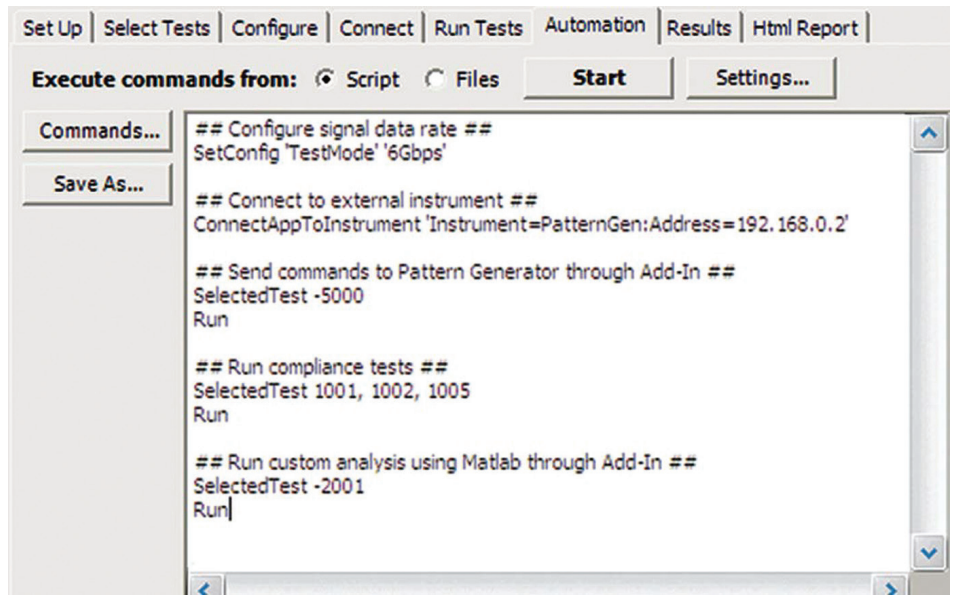 Set Up Select Tests Configure Connect Run Tests Automation Results Html Report
Execute commands from: Script Files Start Settings...
Commands...
Save As...
## Configure signal data rate ##
SetConfig 'TestMode' '6Gbps'
## Connect to external instrument ##
ConnectAppToInstrument 'Instrument=PatternGen:Address=192.168.0.2'
## Send commands to Pattern Generator through Add-In ##
SelectedTest -5000
Run
## Run compliance tests ##
SelectedTest 1001, 1002, 1005
Run
## Run custom analysis using Matlab through Add-In ##
SelectedTest -2001
Run